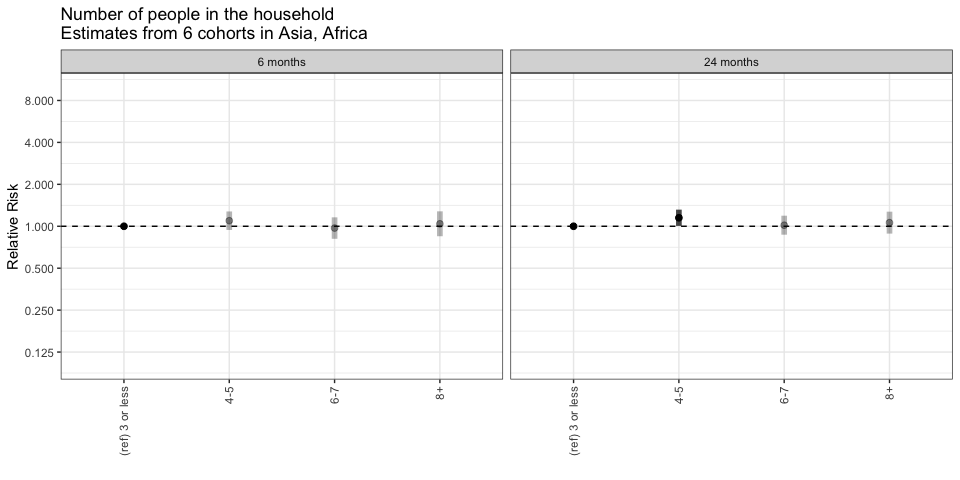 Number of people in the household
Estimates from 6 cohorts in Asia, Africa
6 months
24 months
Relative Risk
8.000
4.000
2.000
1.000
0.500
0.250
0.125
(ref) 3 or less
4-5
6-7
8+
(ref) 3 or less
4-5
6-7
8+